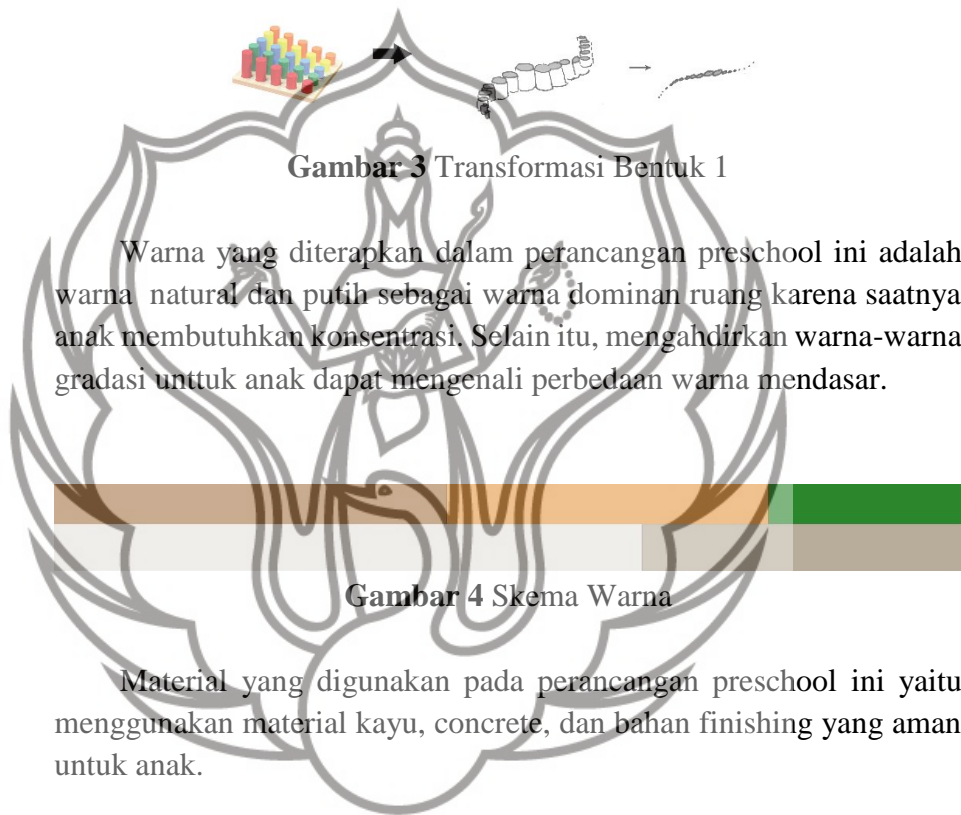 Gambar 3 Transformasi Bentuk 1
Warna yang diterapkan dalam perancangan preschool ini adalah
warna natural dan putih sebagai warna dominan ruang karena saatnya
anak membutuhkan konsentrasi. Selain itu, mengahdirkan warna-warna
gradasi unttuk anak dapat mengenali perbedaan warna mendasar.
Gambar 4 Skema Warna
Material yang digunakan pada perancangan preschool ini yaitu
menggunakan material kayu, concrete, dan bahan finishing yang aman
untuk anak.